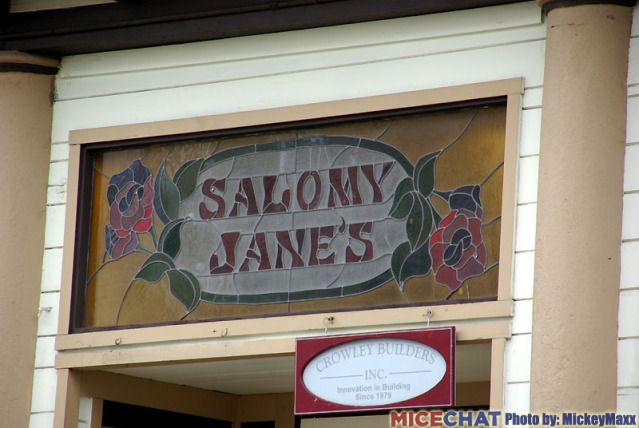 SALOMY
JANE'S
CROWLEY BUILDERS
INC.
Innovation in Building
Since 1979
MICECHAT Photo by: MickeyMaxx